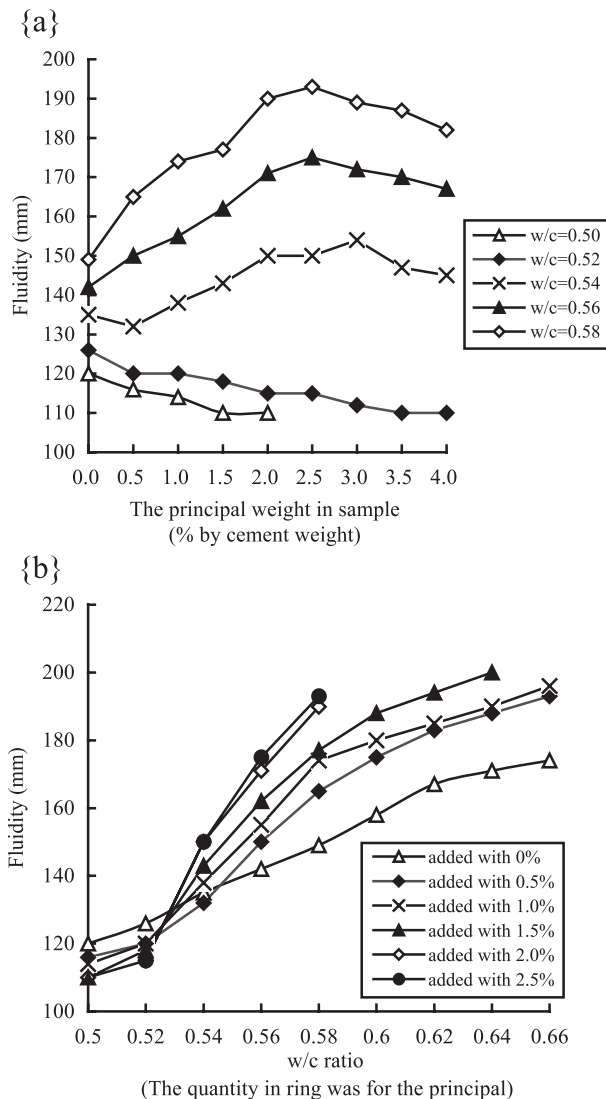 {a}
200
190
180
170
160
150
140
130
120
110
100
Fluidity (mm)
0.0 0.5 1.0 1.5 2.0 2.5 3.0 3.5 4.0
The principal weight in sample
(% by cement weight)
w/c=0.50
w/c=0.52
w/c=0.54
w/c=0.56
w/c=0.58
{b}
220
200
180
160
140
120
100
Fluidity (mm)
added with 0%
added with 0.5%
added with 1.0%
added with 1.5%
added with 2.0%
added with 2.5%
0.5 0.52 0.54 0.56 0.58 0.6 0.62 0.64 0.66
w/c ratio
(The quantity in ring was for the principal)